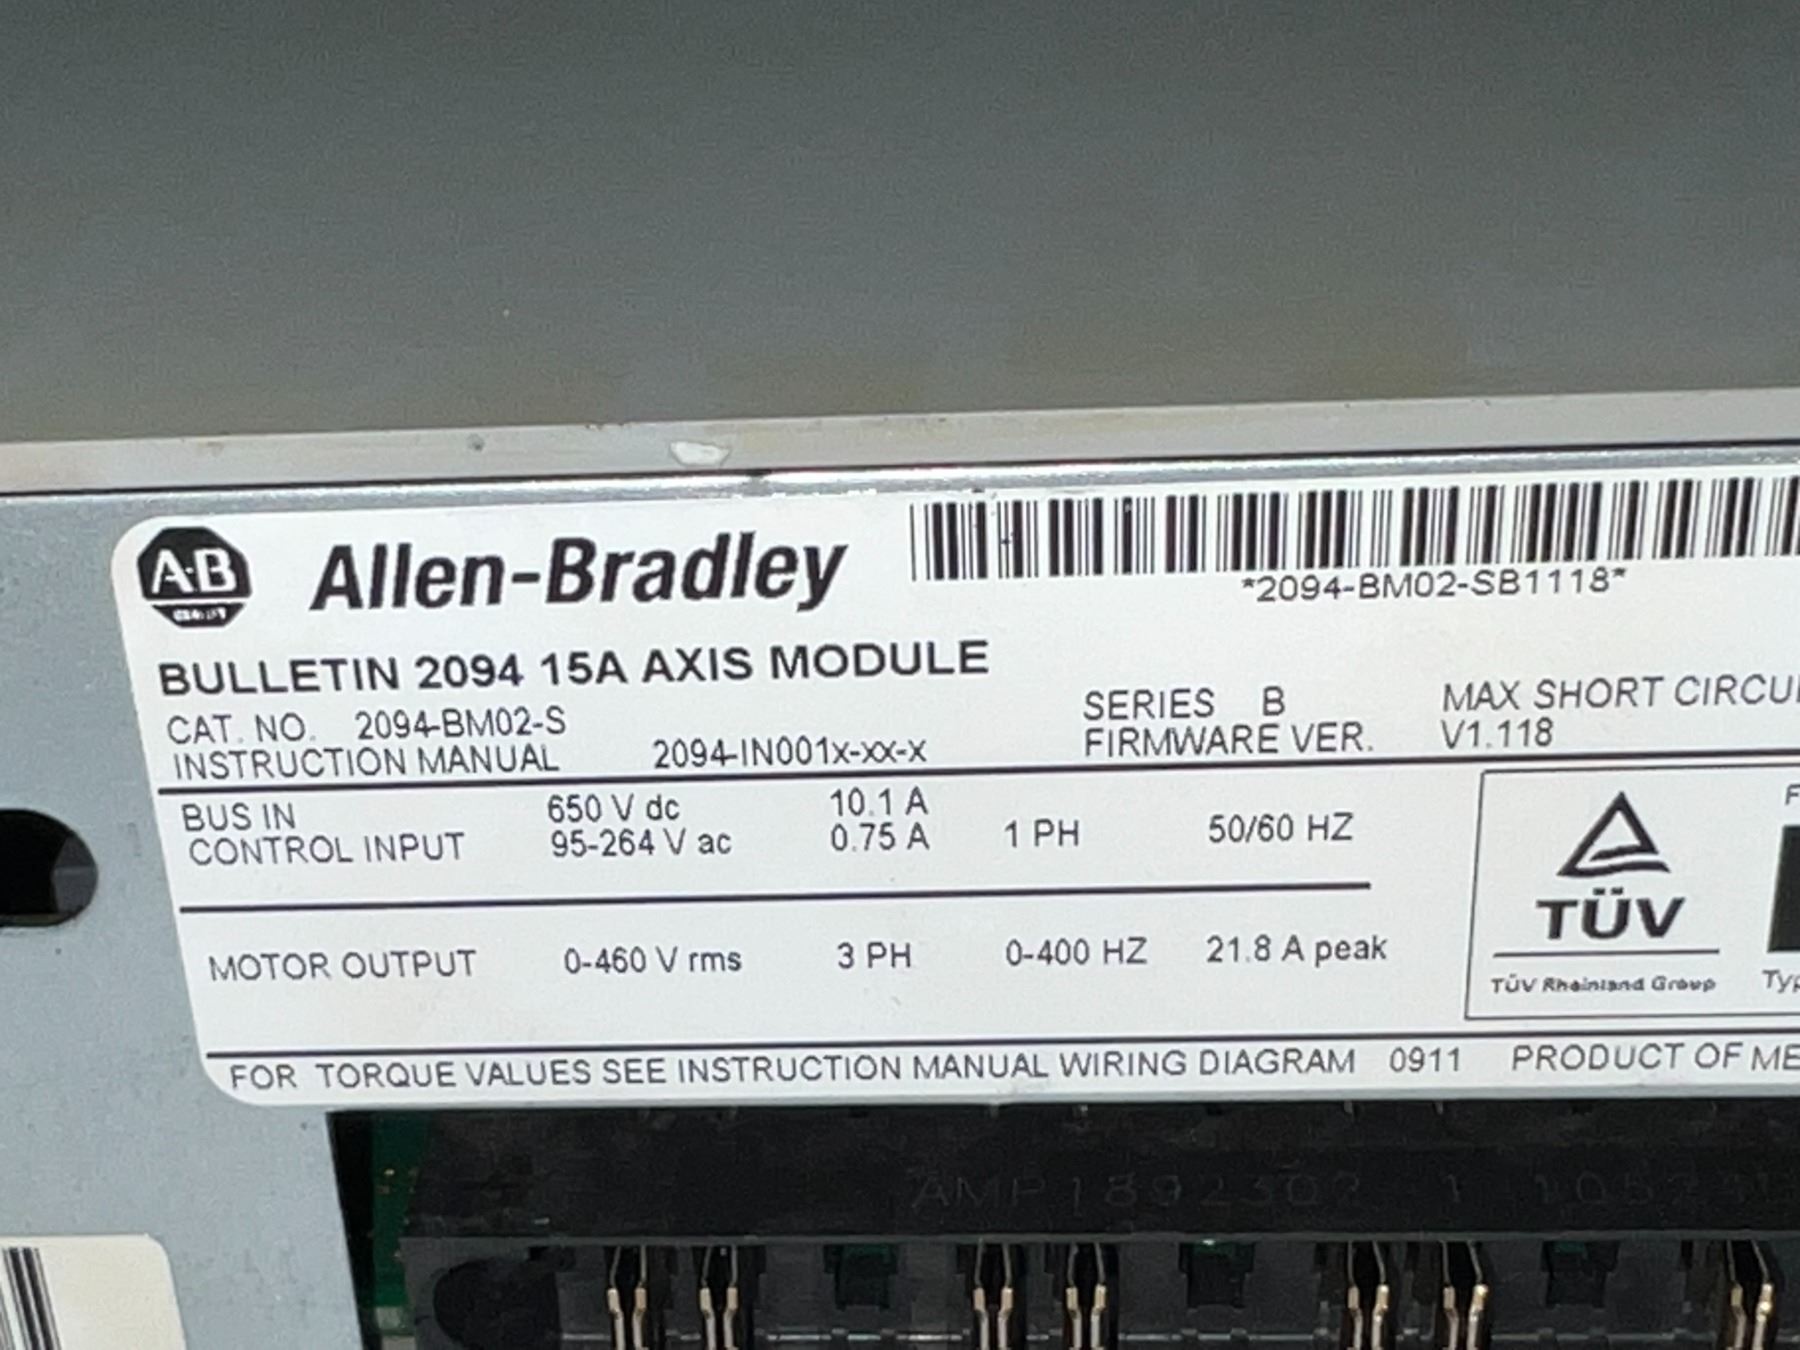 A·B
Allen-Bradley
*2094-BM02-SB1118*
BULLETIN 2094 15A AXIS MODULE
CAT. NO. 2094-BM02-S
SERIES B
MAX SHORT CIRCUI
INSTRUCTION MANUAL 2094-IN001x-xx-x
FIRMWARE VER. V1.118
BUS IN 650 V dc 10.1 A
CONTROL INPUT 95-264 V ac 0.75 A 1 PH 50/60 HZ
MOTOR OUTPUT 0-460 V rms 3 PH 0-400 HZ 21.8 A peak
TÜV
TÜV Rheinland Group
Typ
FOR TORQUE VALUES SEE INSTRUCTION MANUAL WIRING DIAGRAM 0911 PRODUCT OF ME